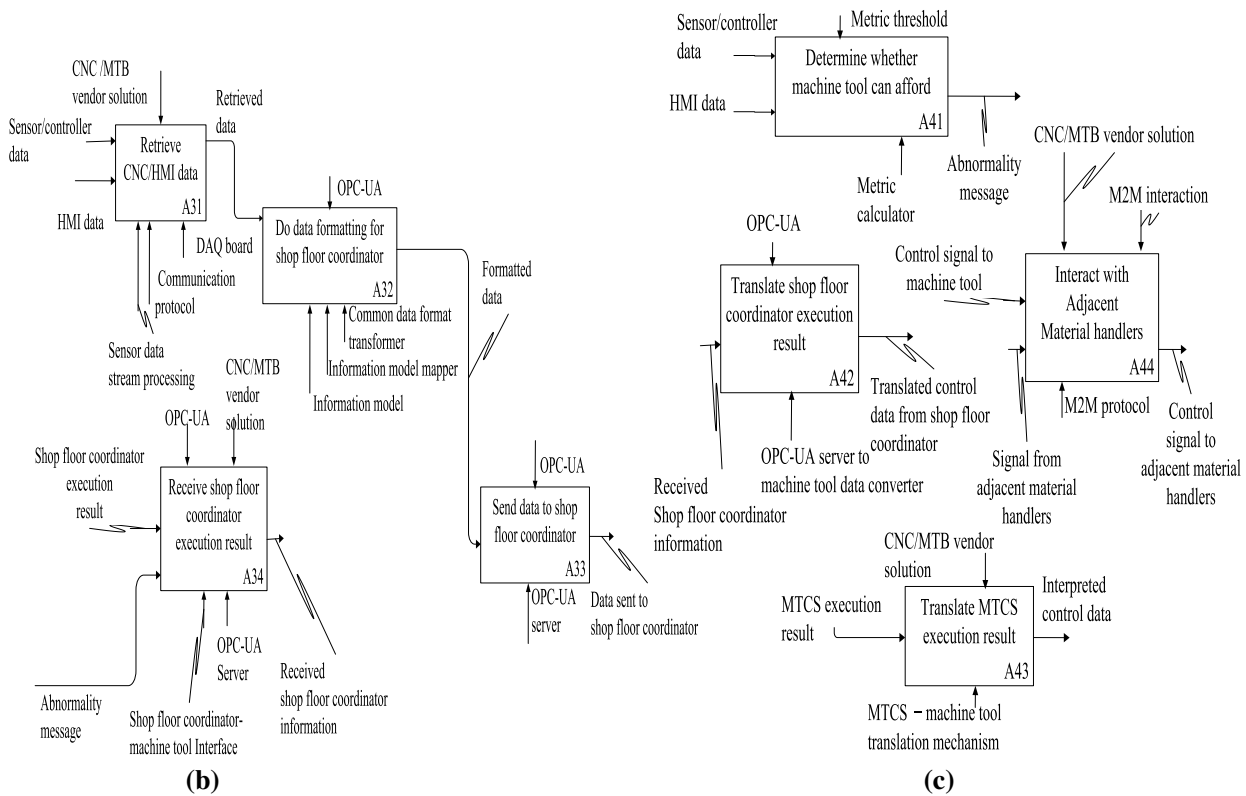 CNC /MTB
vendor solution
Retrieved
data
Sensor/controller
data
Retrieve
CNC/HMI data
A31
HMI data
DAQ board
Communication
protocol
Sensor data
stream processing
OPC-UA
Do data formatting for
shop floor coordinator
A32
Common data format
transformer
Information model mapper
Information model
Formatted
data
CNC/MTB
vendor
solution
OPC-UA
Shop floor coordinator
execution
result
Receive shop floor
coordinator
execution result
A34
OPC-UA
Server
Abnormality
message
Shop floor coordinator-
machine tool Interface
Received
shop floor coordinator
information
OPC-UA
Send data to shop
floor coordinator
A33
OPC-UA
server
Data sent to
shop floor coordinator
(b)
Sensor/controller
data
Metric threshold
HMI data
Determine whether
machine tool can afford
A41
Metric
calculator
Abnormality
message
OPC-UA
Translate shop floor
coordinator execution
result
A42
Received
Shop floor coordinator
information
OPC-UA server to
machine tool data converter
Translated control
data from shop floor
coordinator
CNC/MTB vendor solution
M2M interaction
Control signal to
machine tool
Interact with
Adjacent
Material handlers
A44
M2M protocol
Signal from
adjacent material
handlers
Control
signal to
adjacent material
handlers
CNC/MTB vendor
solution
MTCS execution
result
Translate MTCS
execution result
A43
Interpreted
control data
MTCS – machine tool
translation mechanism
(c)